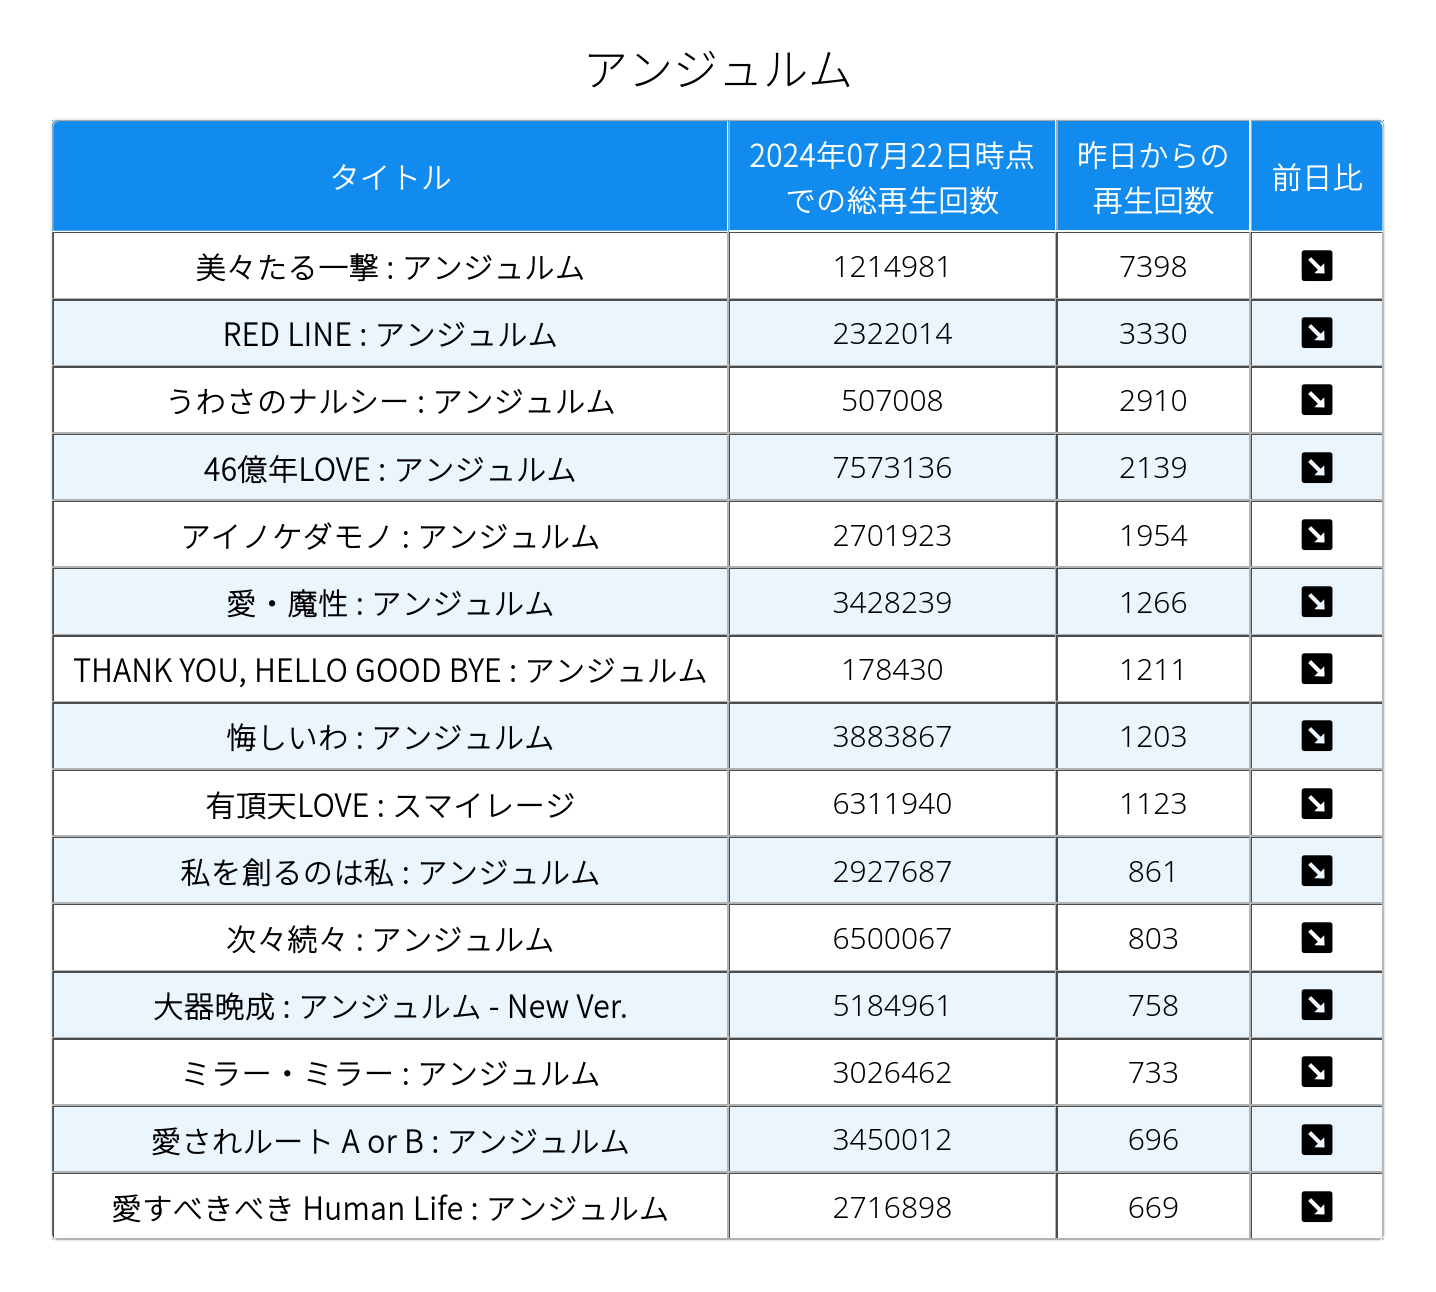 アンジュルム
タイトル
2024年07月22日時点
での総再生回数
昨日からの
再生回数
前日比
美々たる一撃 : アンジュルム 1214981 7398
RED LINE : アンジュルム 2322014 3330
うわさのナルシー : アンジュルム 507008 2910
46億年LOVE : アンジュルム 7573136 2139
アイノケダモノ : アンジュルム 2701923 1954
愛・魔性 : アンジュルム 3428239 1266
THANK YOU, HELLO GOOD BYE : アンジュルム 178430 1211
悔しいわ : アンジュルム 3883867 1203
有頂天LOVE : スマイレージ 6311940 1123
私を創るのは私 : アンジュルム 2927687 861
次々続々 : アンジュルム 6500067 803
大器晩成 : アンジュルム - New Ver. 5184961 758
ミラー・ミラー : アンジュルム 3026462 733
愛されルート A or B : アンジュルム 3450012 696
愛すべきべき Human Life : アンジュルム 2716898 669